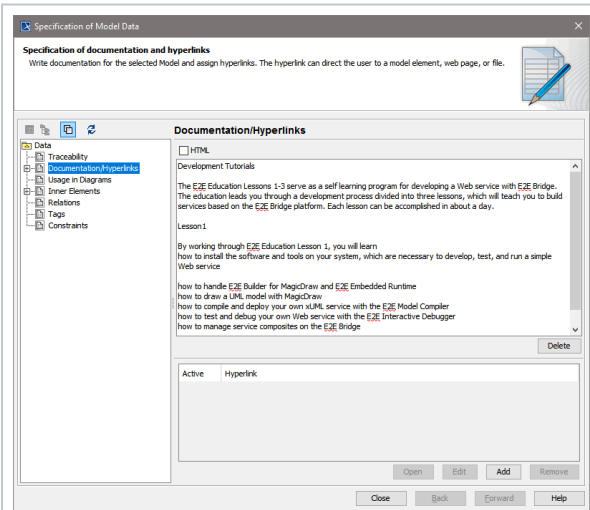 Specification of Model Data
Specification of documentation and hyperlinks
Write documentation for the selected Model and assign hyperlinks. The hyperlink can direct the user to a model element, web page, or file.
Data
Traceability
Documentation/Hyperlinks
Usage in Diagrams
Inner Elements
Relations
Tags
Constraints
Documentation/Hyperlinks
HTML
Development Tutorials
The E2E Education Lessons 1-3 serve as a self learning program for developing a Web service with E2E Bridge.
The education leads you through a development process divided into three lessons, which will teach you to build
services based on the E2E Bridge platform. Each lesson can be accomplished in about a day.
Lesson1
By working through E2E Education Lesson 1, you will learn
how to install the software and tools on your system, which are necessary to develop, test, and run a simple
Web service
how to handle E2E Builder for MagicDraw and E2E Embedded Runtime
how to draw a UML model with MagicDraw
how to compile and deploy your own xUML service with the E2E Model Compiler
how to test and debug your own Web service with the E2E Interactive Debugger
how to manage service composites on the E2E Bridge
Delete
Active Hyperlink
Open Edit Add Remove
Close Back Forward Help